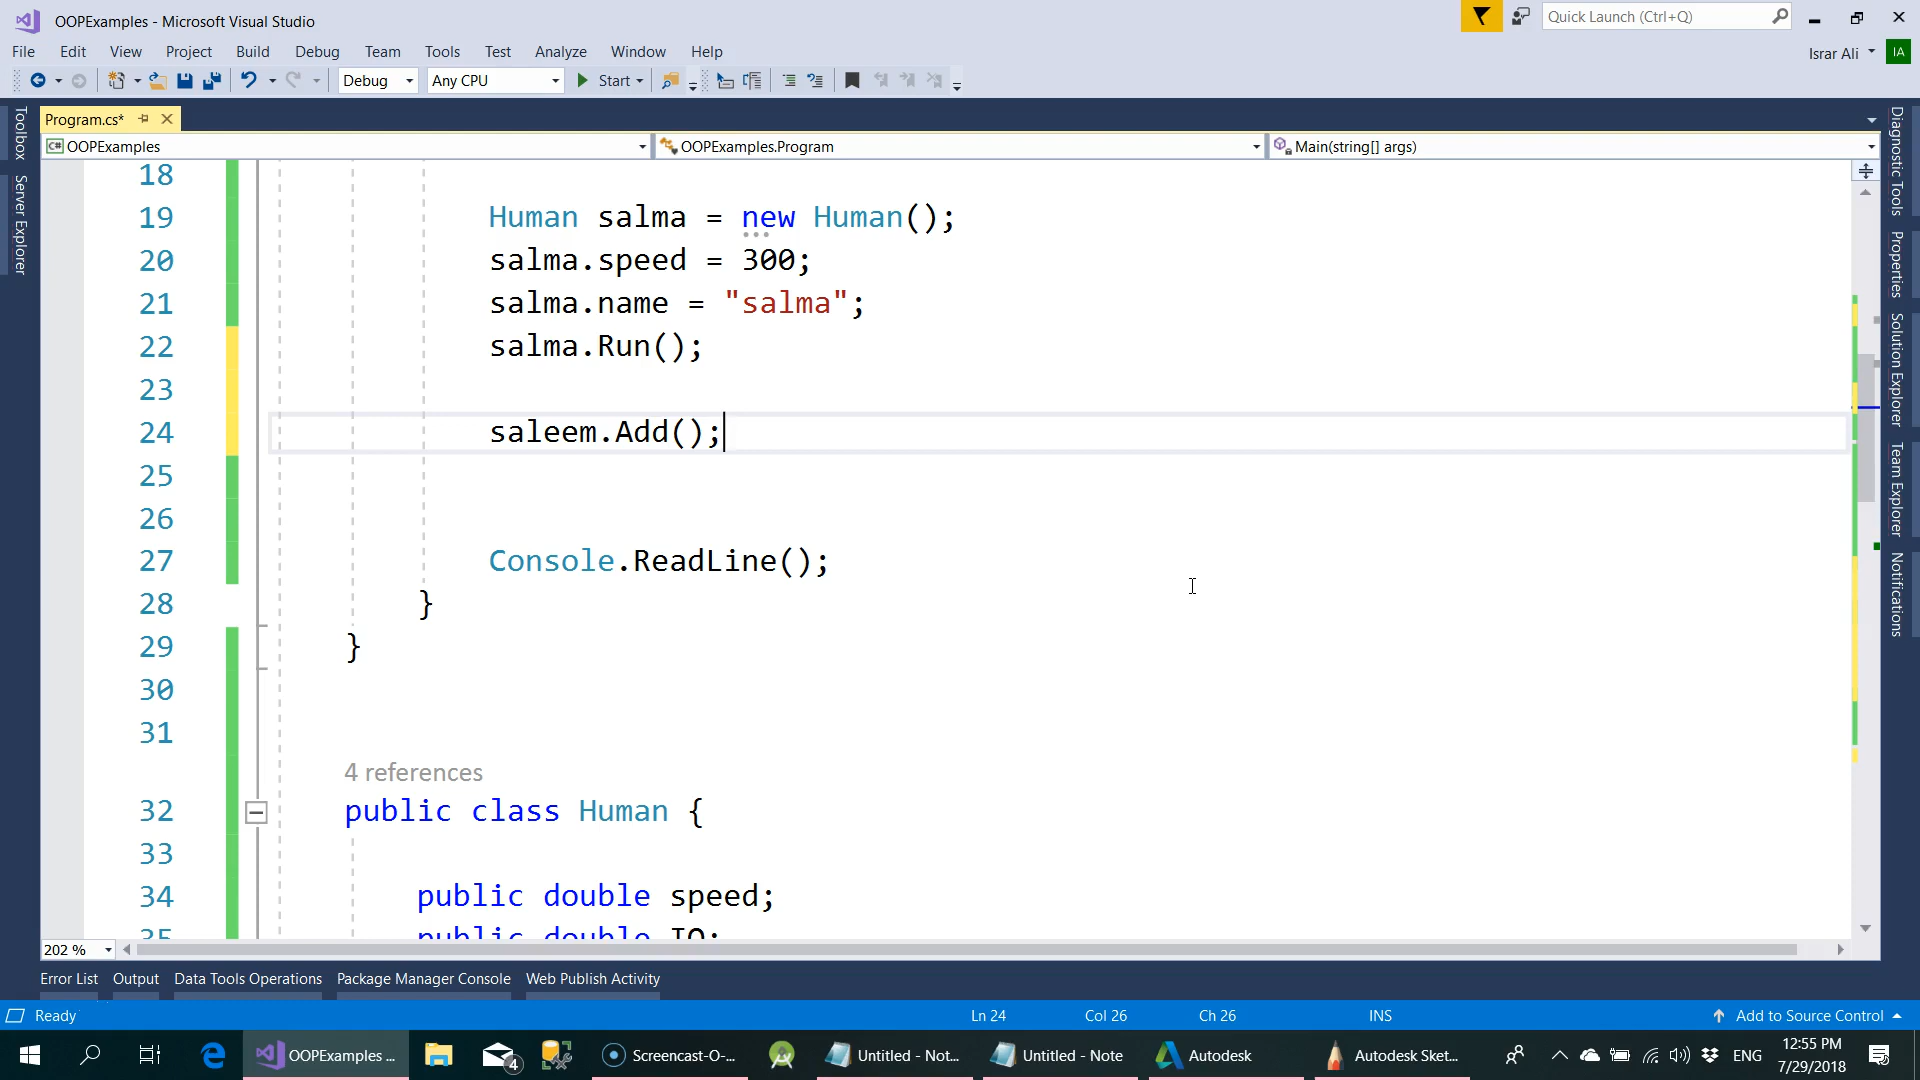 OOPExamples - Microsoft Visual Studio
Quick Launch (Ctrl+Q)
File Edit View Project Build Debug Team Tools Test Analyze Window Help
Israr Ali IA
Debug Any CPU Start
Program.cs*
C# OOPExamples OOPExamples.Program Main(string[] args)
Toolbox
Server Explorer
18
19 Human salma = new Human();
20 salma.speed = 300;
21 salma.name = "salma";
22 salma.Run();
23
24 saleem.Add();
25
26
27 Console.ReadLine();
28 }
29 }
30
31
4 references
32 public class Human {
33
34 public double speed;
35 public double IQ;
Diagnostic Tools
Properties
Solution Explorer
Team Explorer
Notifications
202 %
Error List Output Data Tools Operations Package Manager Console Web Publish Activity
Ready Ln 24 Col 26 Ch 26 INS Add to Source Control
OOPExamples ... 4 Screencast-O-... Untitled - Not... Untitled - Note Autodesk Autodesk Sket... ENG 12:55 PM
7/29/2018